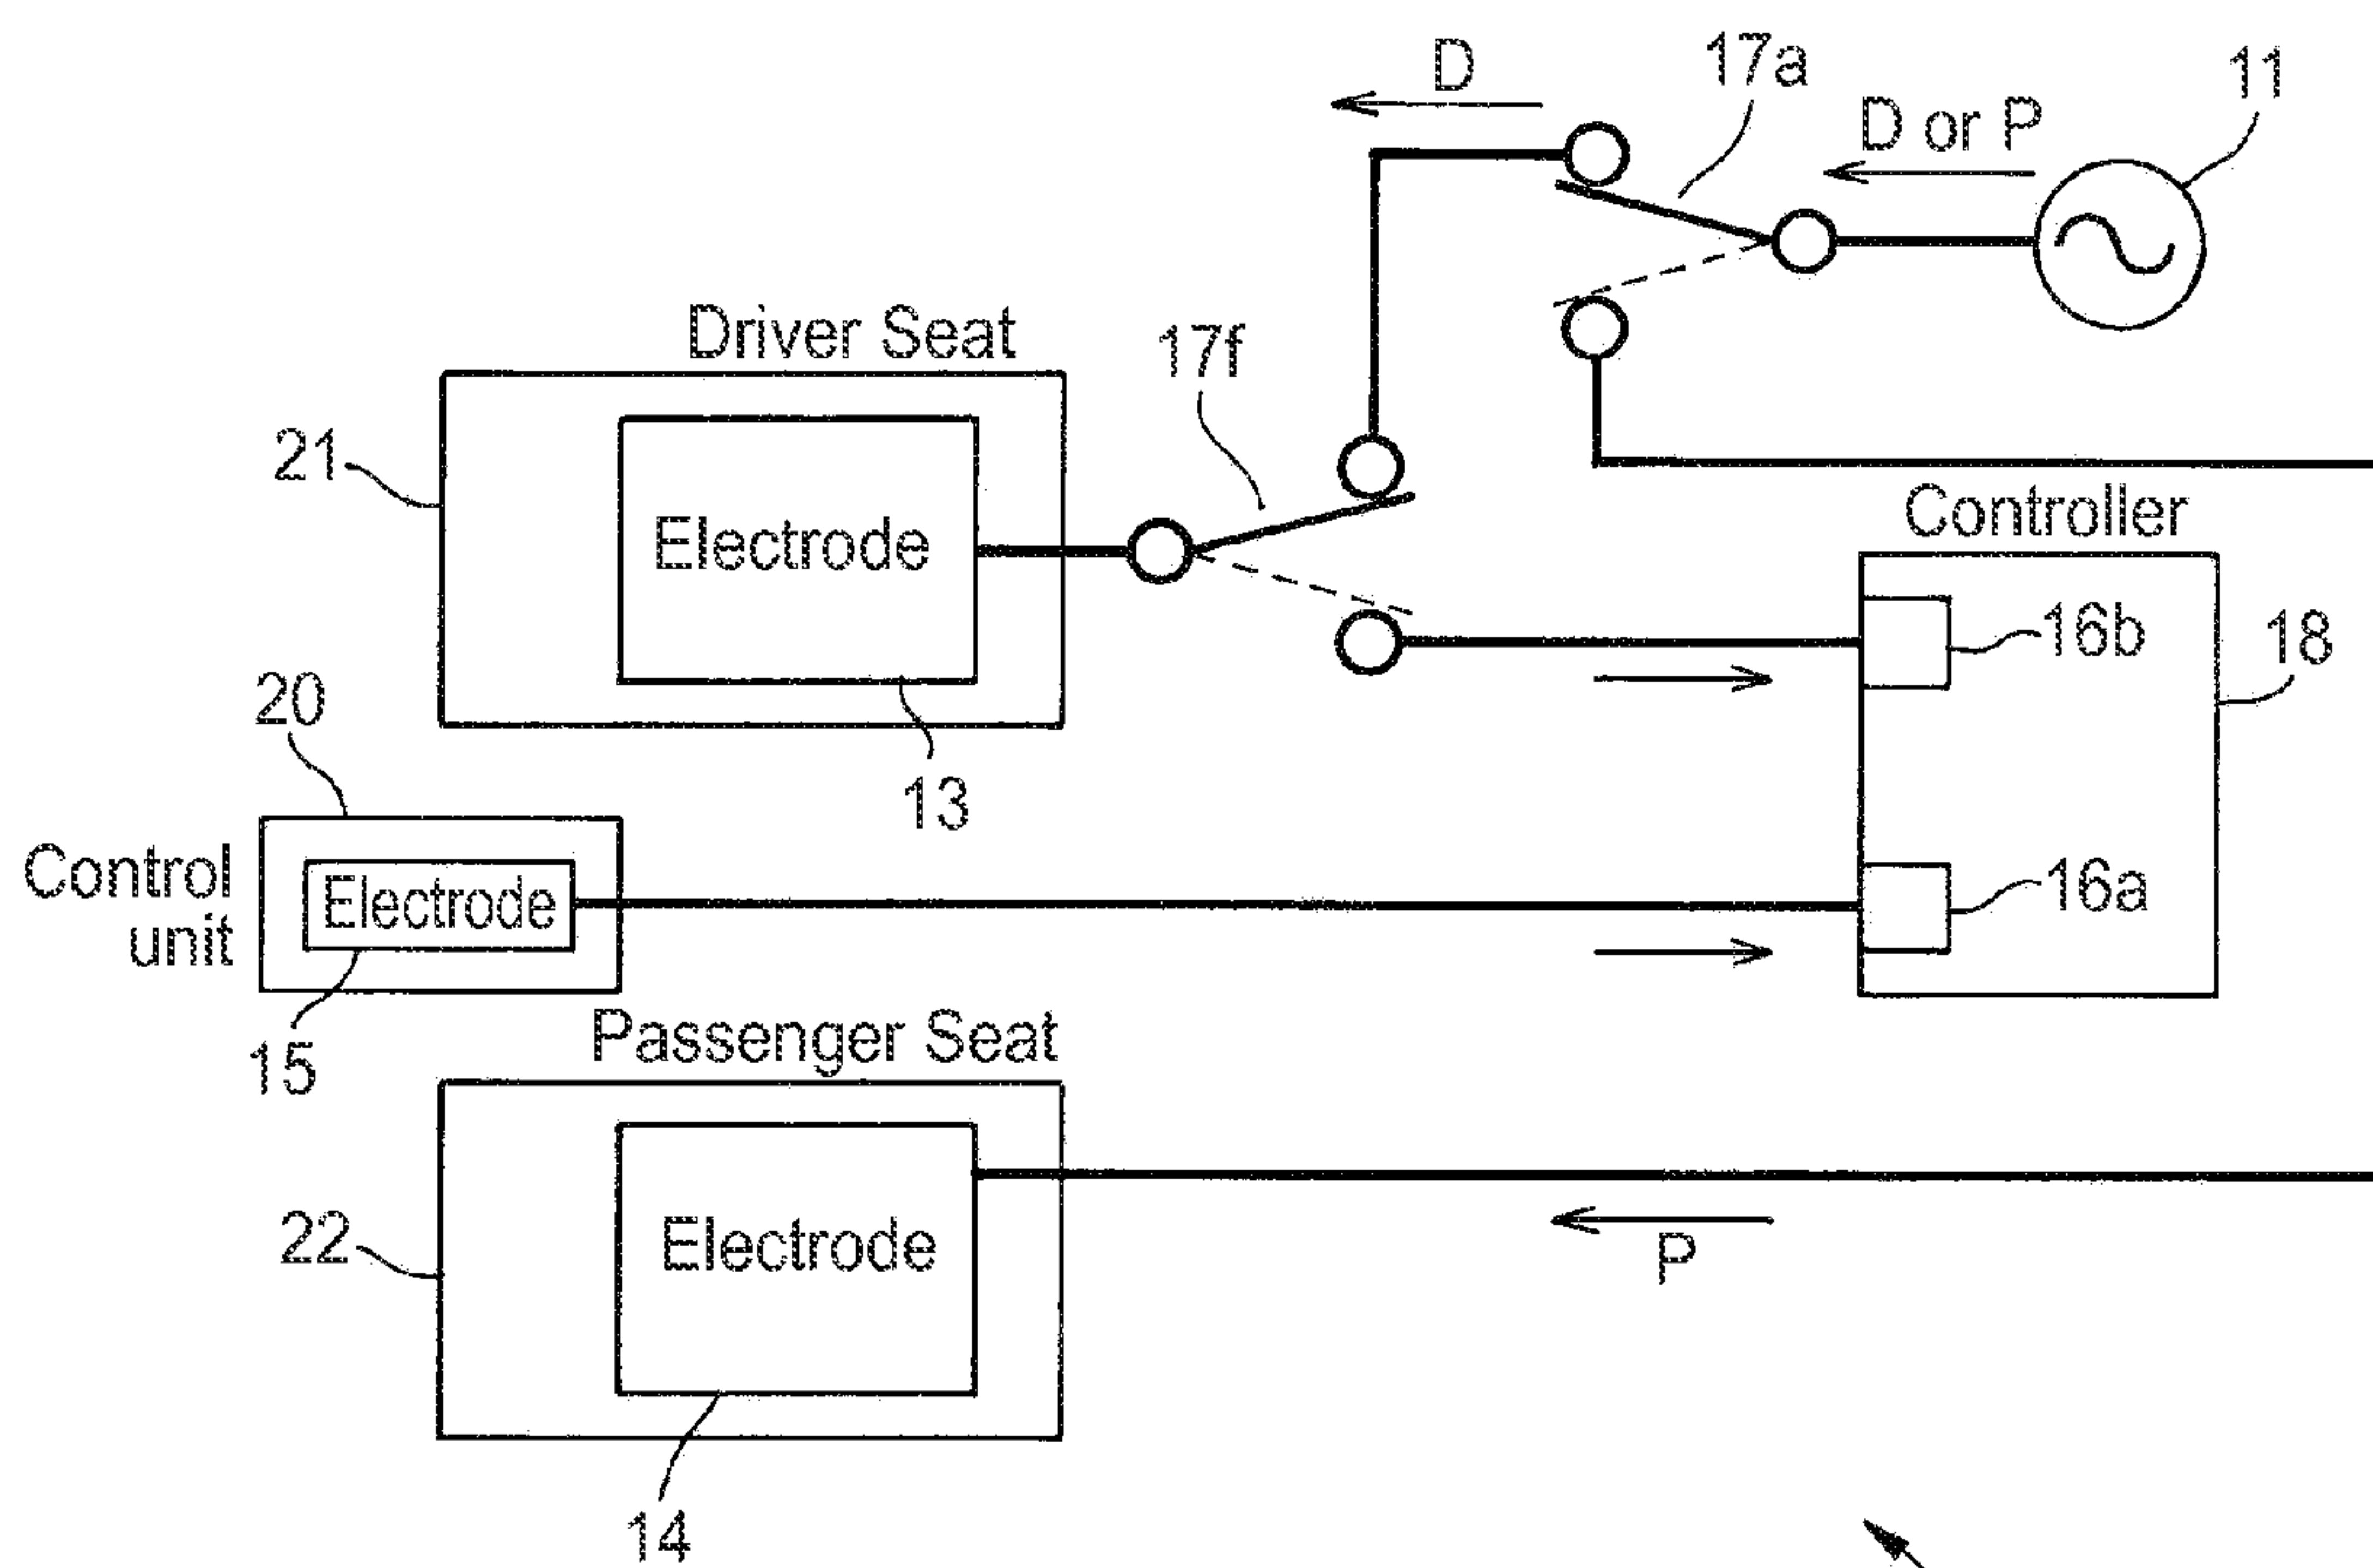 D
17a
D or P
11
Driver Seat
17f
21
Electrode
Controller
16b
18
20
13
Control
unit
Electrode
16a
15
Passenger Seat
22
Electrode
P
14